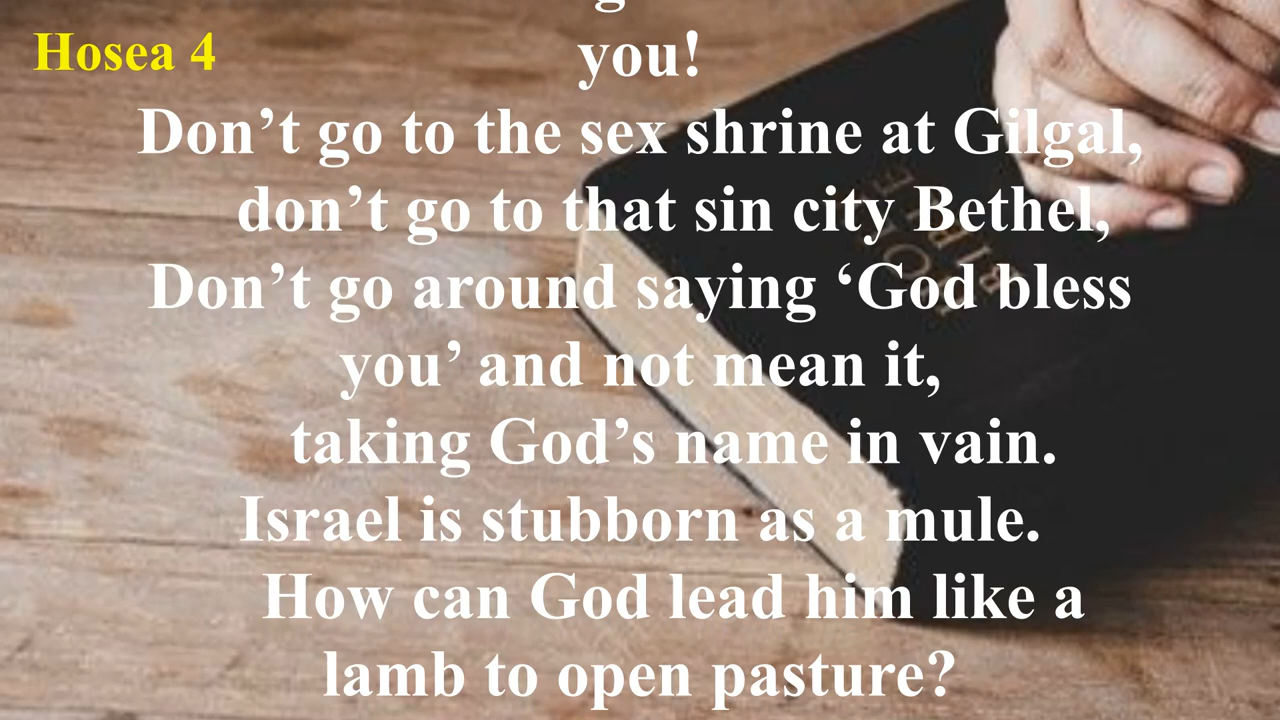 Hosea 4
you!
Don’t go to the sex shrine at Gilgal,
don’t go to that sin city Bethel,
Don’t go around saying ‘God bless
you’ and not mean it,
taking God’s name in vain.
Israel is stubborn as a mule.
How can God lead him like a
lamb to open pasture?
HOLY
BIBLE